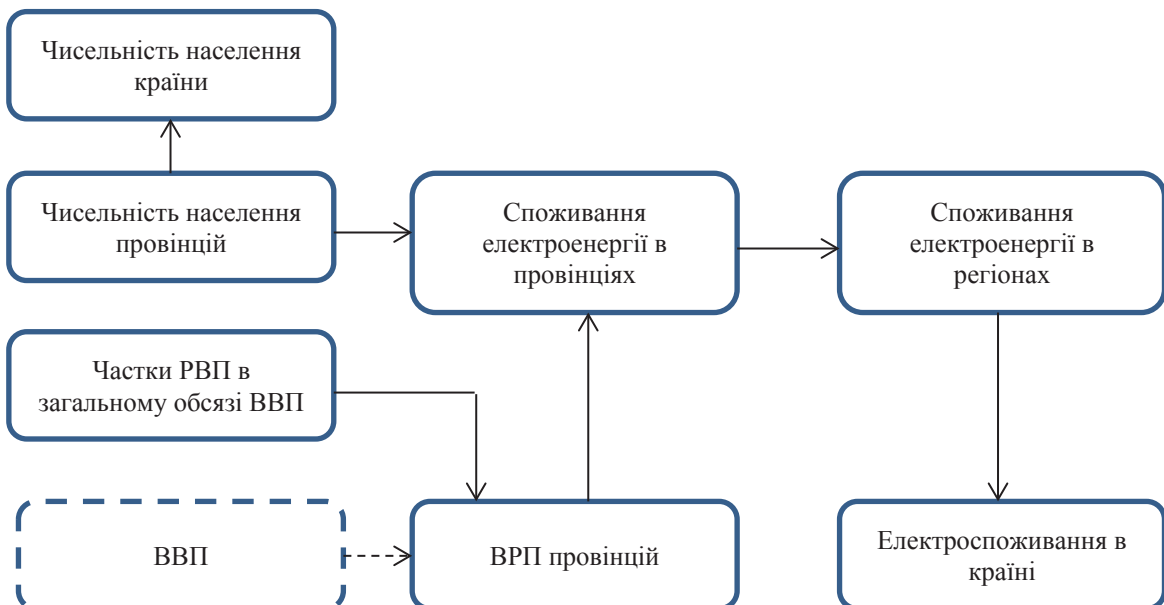 Чисельність населення
країни
Чисельність населення
провінцій
Споживання
електроенергії в
провінціях
Споживання
електроенергії в
регіонах
Частки РВП в
загальному обсязі ВВП
ВВП
ВРП провінцій
Електроспоживання в
країні